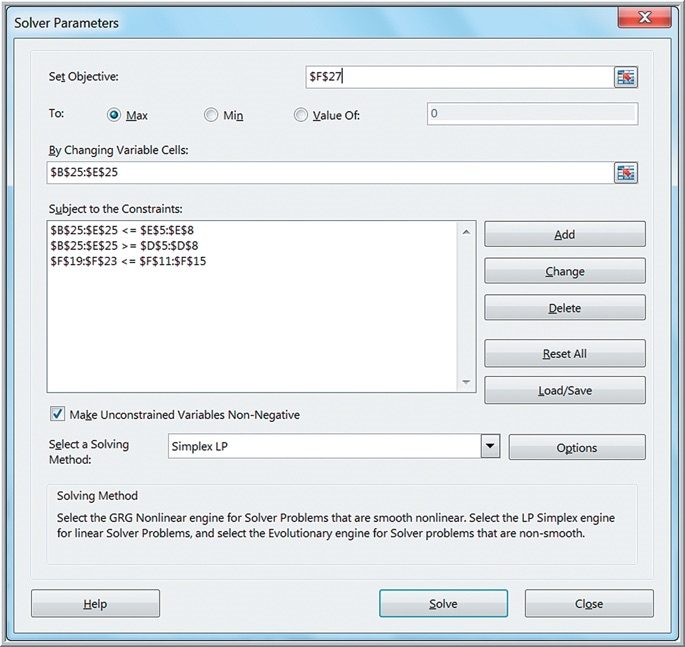 Solver Parameters
Set Objective:
$F$27
To:
Max
Min
Value Of:
0
By Changing Variable Cells:
$B$25:$E$25
Subject to the Constraints:
$B$25:$E$25 <= $E$5:$E$8
$B$25:$E$25 >= $D$5:$D$8
$F$19:$F$23 <= $F$11:$F$15
Add
Change
Delete
Reset All
Load/Save
Make Unconstrained Variables Non-Negative
Select a Solving
Method:
Simplex LP
Options
Solving Method
Select the GRG Nonlinear engine for Solver Problems that are smooth nonlinear. Select the LP Simplex engine
for linear Solver Problems, and select the Evolutionary engine for Solver problems that are non-smooth.
Help
Solve
Close